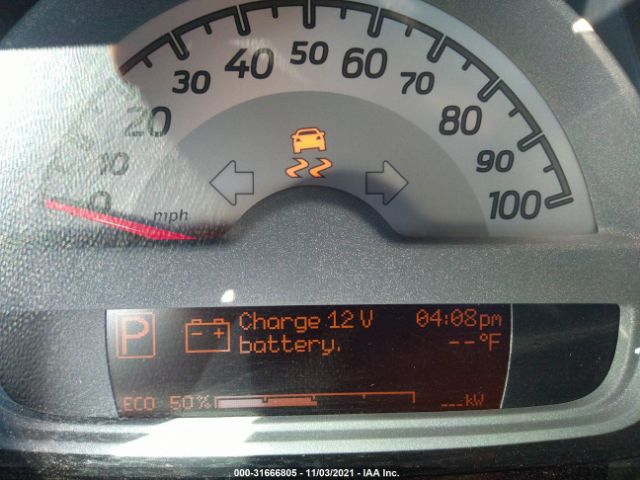 0 10 20 30 40 50 60 70 80 90 100
mph
P
Charge 12 V
battery.
04:08pm
--°F
ECO 50%
___kW
000-31666805 - 11/03/2021 - IAA Inc.